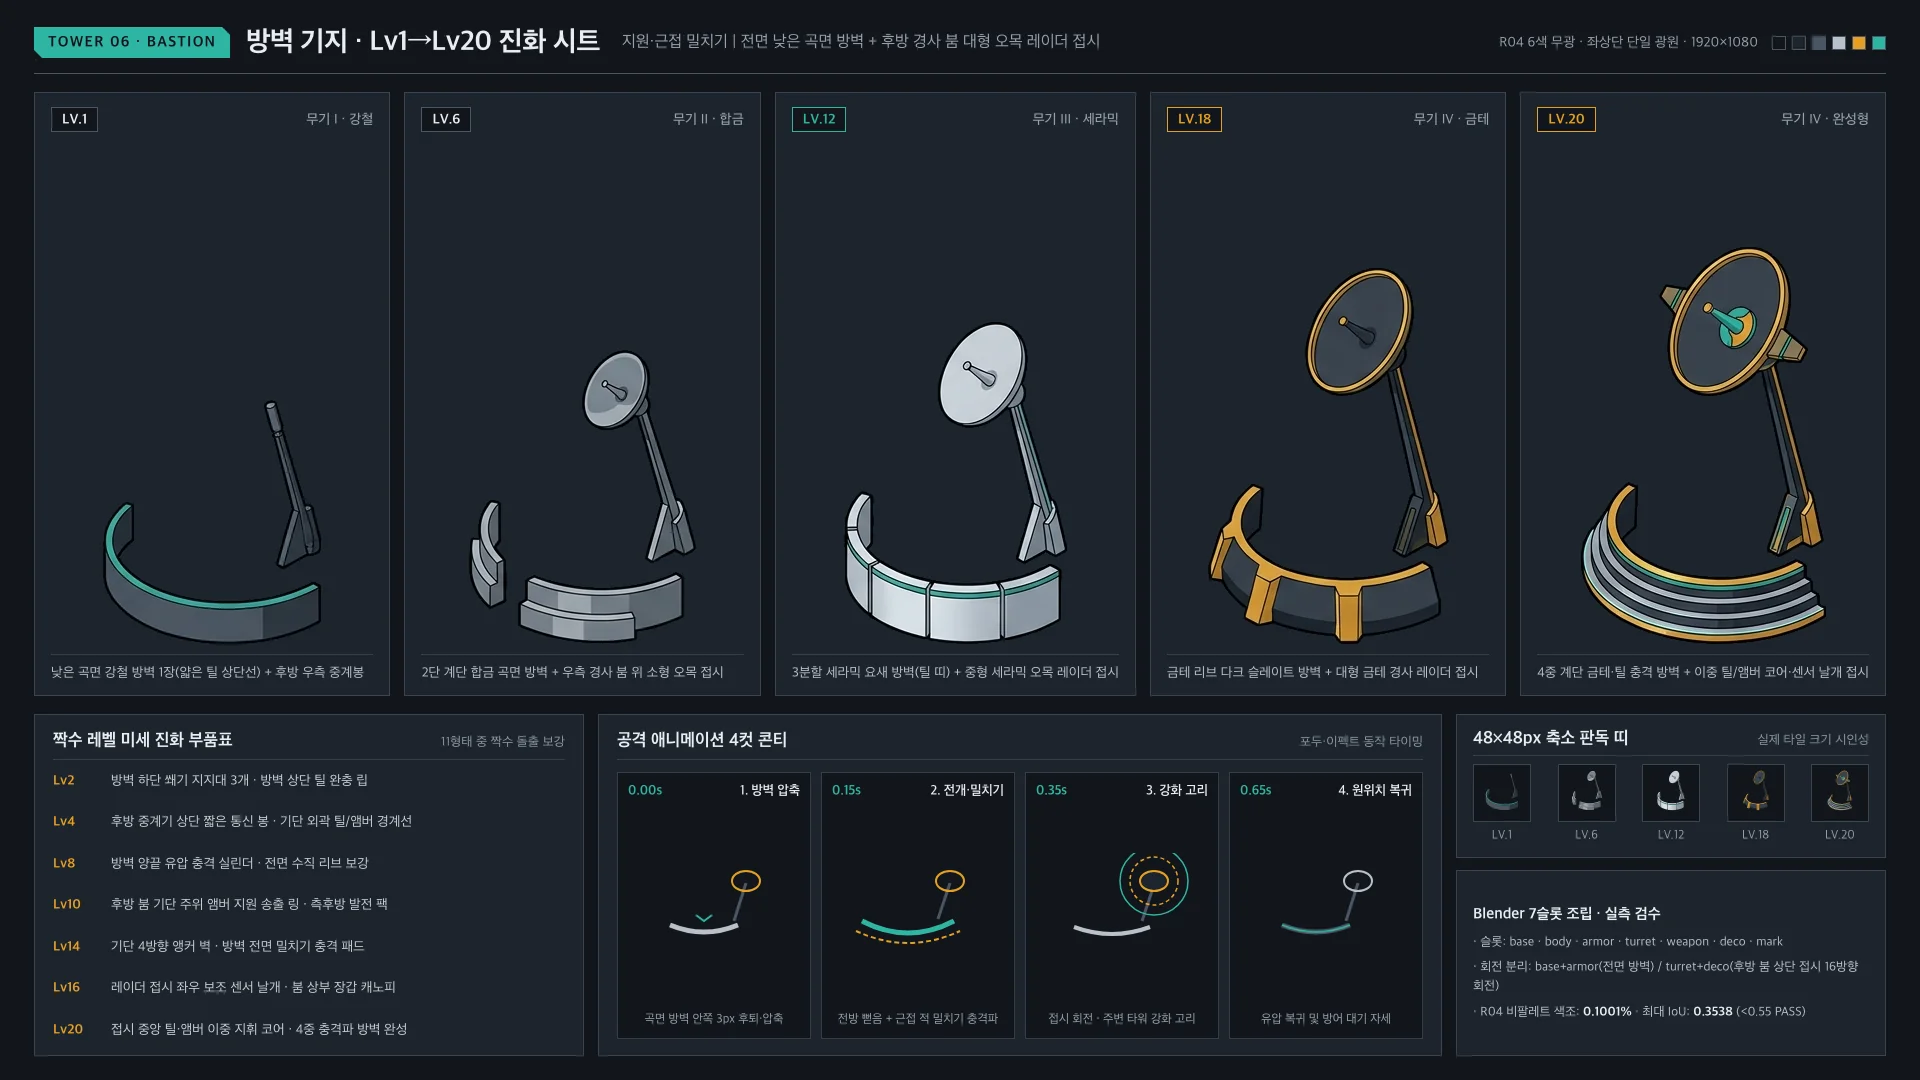 TOWER 06 · BASTION
방벽 기지 · Lv1→Lv20 진화 시트
지원·근접 밀치기 | 전면 낮은 곡면 방벽 + 후방 경사 붐 대형 오목 레이더 접시
R04 6색 무광 · 좌상단 단일 광원 · 1920×1080
LV.1
무기 I · 강철
낮은 곡면 강철 방벽 1장(얇은 틸 상단선) + 후방 우측 중계봉
LV.6
무기 II · 합금
2단 계단 합금 곡면 방벽 + 우측 경사 붐 위 소형 오목 접시
LV.12
무기 III · 세라믹
3분할 세라믹 요새 방벽(틸 띠) + 중형 세라믹 오목 레이더 접시
LV.18
무기 IV · 금테
금테 리브 다크 슬레이트 방벽 + 대형 금테 경사 레이더 접시
LV.20
무기 IV · 완성형
4중 계단 금테·틸 충격 방벽 + 이중 틸/앰버 코어·센서 날개 접시
짝수 레벨 미세 진화 부품표
11형태 중 짝수 돌출 보강
Lv2 방벽 하단 쐐기 지지대 3개 · 방벽 상단 틸 완충 립
Lv4 후방 중계기 상단 짧은 통신 봉 · 기단 외곽 틸/앰버 경계선
Lv8 방벽 양끝 유압 충격 실린더 · 전면 수직 리브 보강
Lv10 후방 붐 기단 주위 앰버 지원 송출 링 · 측후방 발전 팩
Lv14 기단 4방향 앵커 벽 · 방벽 전면 밀치기 충격 패드
Lv16 레이더 접시 좌우 보조 센서 날개 · 붐 상부 장갑 캐노피
Lv20 접시 중앙 틸·앰버 이중 지휘 코어 · 4중 충격파 방벽 완성
공격 애니메이션 4컷 콘티
포두·이펙트 동작 타이밍
0.00s
1. 방벽 압축
곡면 방벽 안쪽 3px 후퇴·압축
0.15s
2. 전개·밀치기
전방 뻗음 + 근접 적 밀치기 충격파
0.35s
3. 강화 고리
접시 회전 · 주변 타워 강화 고리
0.65s
4. 원위치 복귀
유압 복귀 및 방어 대기 자세
48×48px 축소 판독 띠
실제 타일 크기 시인성
LV.1
LV.6
LV.12
LV.18
LV.20
Blender 7슬롯 조립 · 실측 검수
· 슬롯: base · body · armor · turret · weapon · deco · mark
· 회전 분리: base+armor(전면 방벽) / turret+deco(후방 붐 상단 접시 16방향
회전)
· R04 비팔레트 색조: 0.1001% · 최대 IoU: 0.3538 (<0.55 PASS)